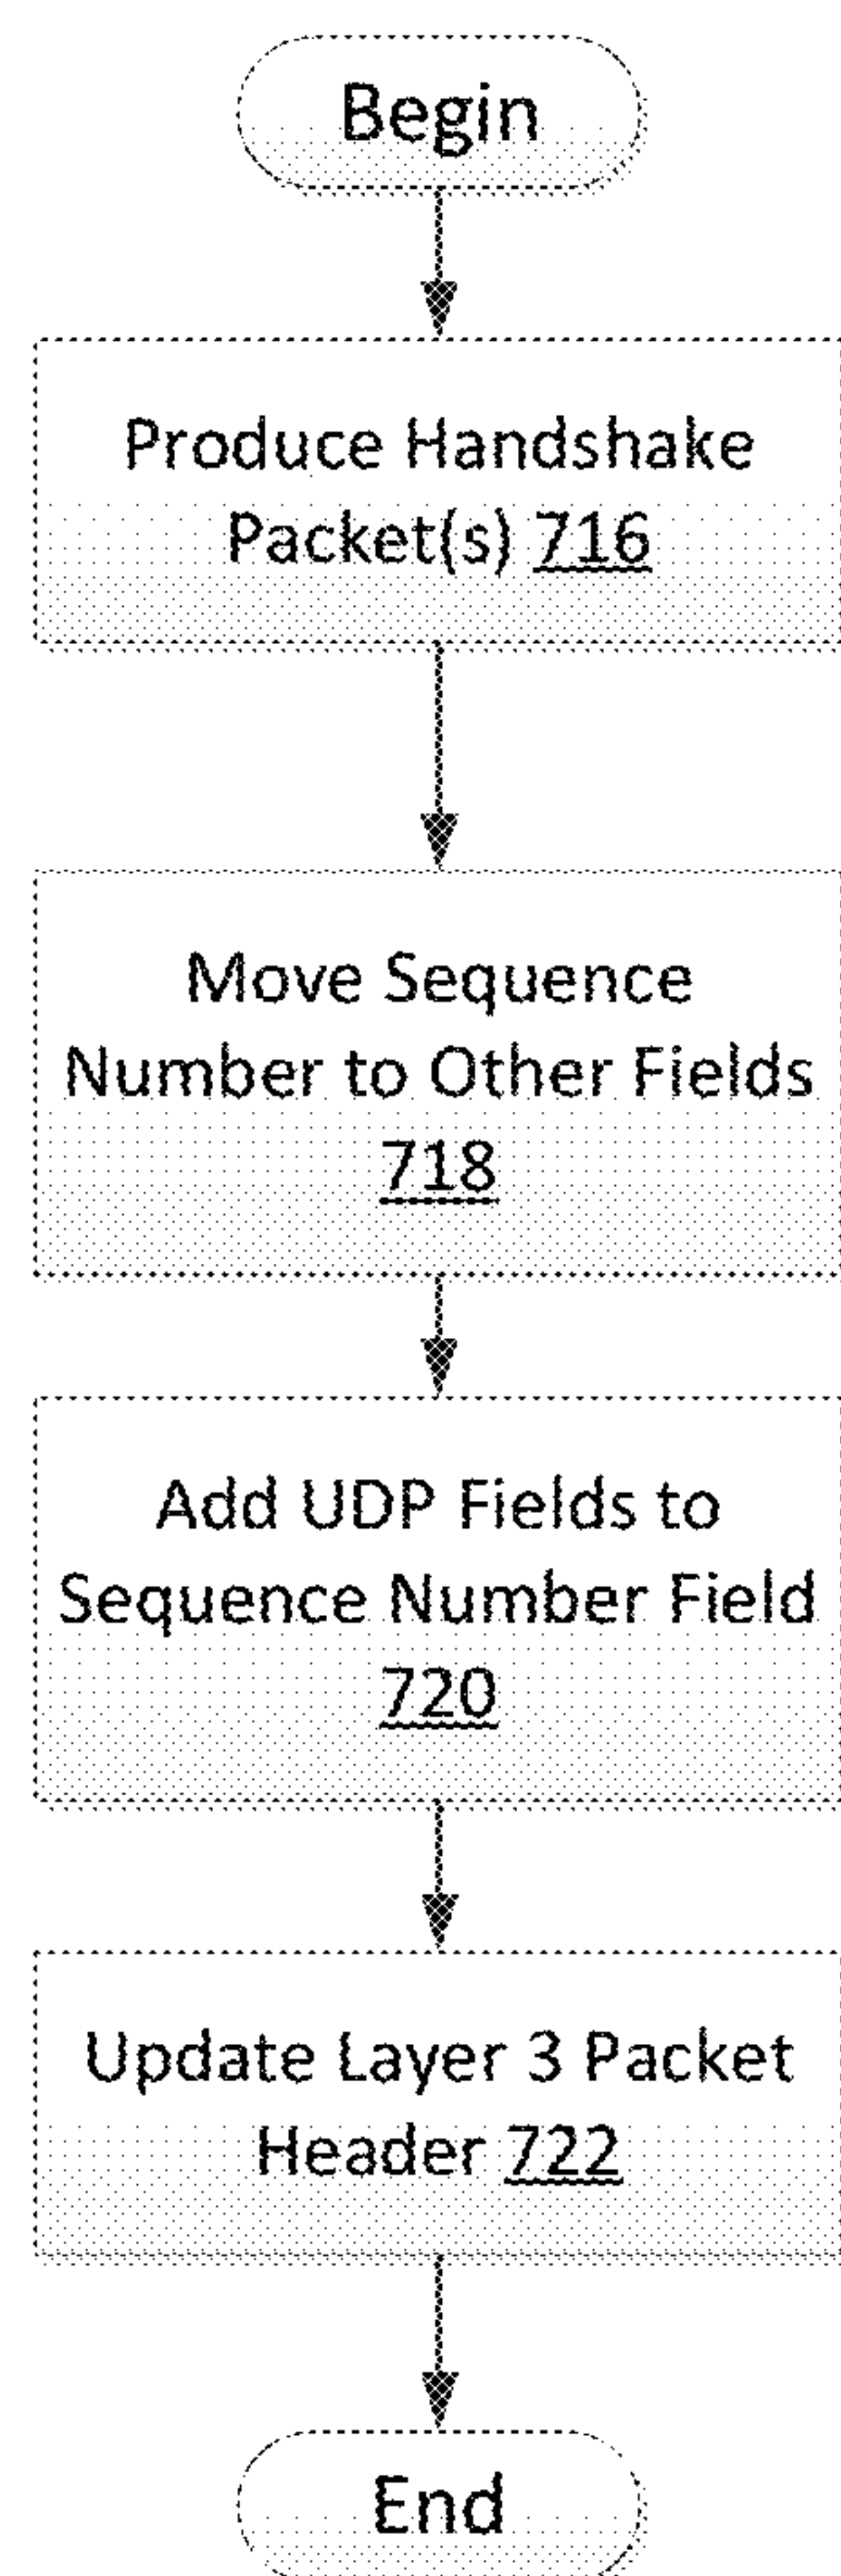 Begin
Produce Handshake
Packet(s) 716
Move Sequence
Number to Other Fields
718
Add UDP Fields to
Sequence Number Field
720
Update Layer 3 Packet
Header 722
End